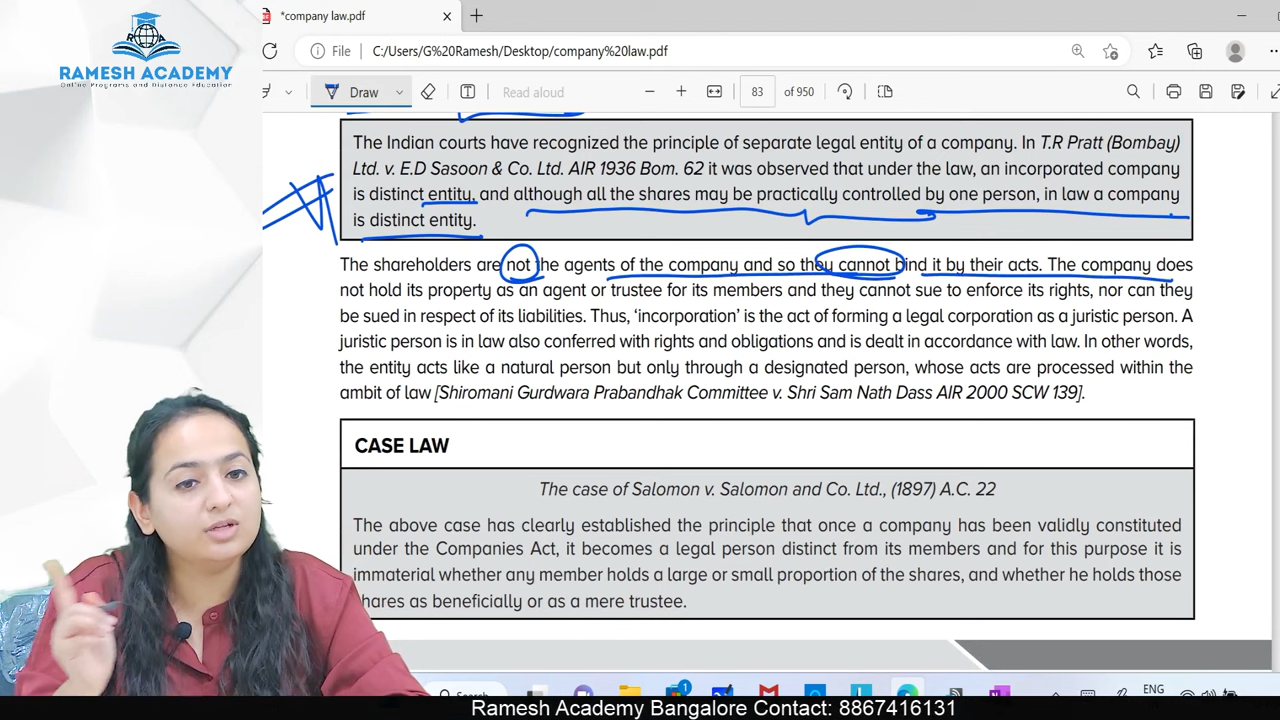 *company law.pdf
File
C:/Users/G%20Ramesh/Desktop/company%20law.pdf
RAMESH ACADEMY
Online Programs and Distance Education
Draw
Read aloud
83
of 950
The Indian courts have recognized the principle of separate legal entity of a company. In T.R Pratt (Bombay)
Ltd. v. E.D Sasoon & Co. Ltd. AIR 1936 Bom. 62 it was observed that under the law, an incorporated company
is distinct entity, and although all the shares may be practically controlled by one person, in law a company
is distinct entity.
The shareholders are not the agents of the company and so they cannot bind it by their acts. The company does
not hold its property as an agent or trustee for its members and they cannot sue to enforce its rights, nor can they
be sued in respect of its liabilities. Thus, ‘incorporation’ is the act of forming a legal corporation as a juristic person. A
juristic person is in law also conferred with rights and obligations and is dealt in accordance with law. In other words,
the entity acts like a natural person but only through a designated person, whose acts are processed within the
ambit of law [Shiromani Gurdwara Prabandhak Committee v. Shri Sam Nath Dass AIR 2000 SCW 139].
CASE LAW
The case of Salomon v. Salomon and Co. Ltd., (1897) A.C. 22
The above case has clearly established the principle that once a company has been validly constituted
under the Companies Act, it becomes a legal person distinct from its members and for this purpose it is
immaterial whether any member holds a large or small proportion of the shares, and whether he holds those
hares as beneficially or as a mere trustee.
ENG
Ramesh Academy Bangalore Contact: 8867416131